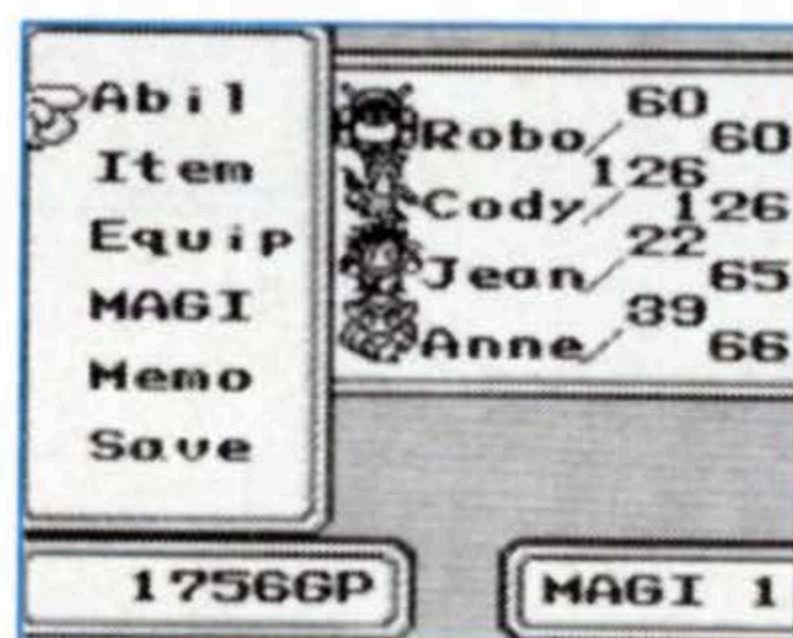 Abil
Item
Equip
MAGI
Memo
Save
Robo/ 60
60
Cody/ 126
126
Jean/ 22
65
Anne/ 39
66
1756GP
MAGI 1